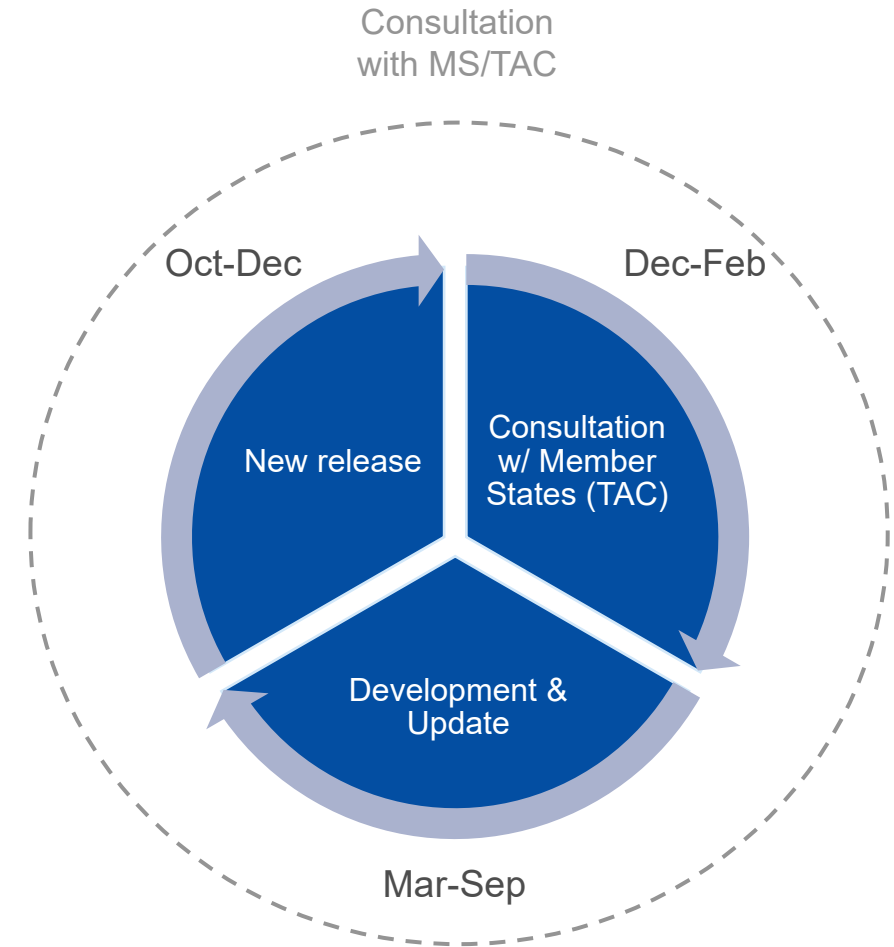 Consultation
with MS/TAC
Oct-Dec
Dec-Feb
New release
Consultation
w/ Member
States (TAC)
Development &
Update
Mar-Sep